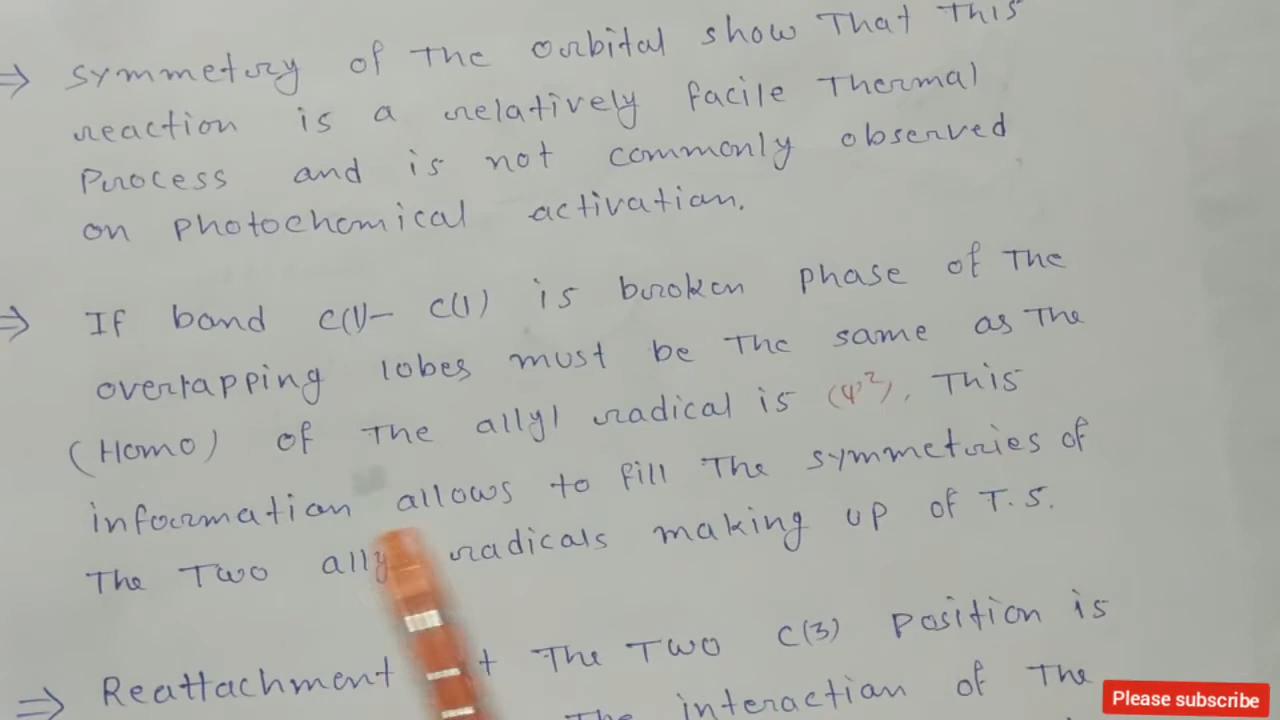 ⇒ Symmetry of The Orbital show That This
reaction is a relatively facile Thermal
Process and is not commonly observed
on photochemical activation.
⇒ If bond C(1)- C(1) is broken phase of The
overlapping lobes must be The same as The
(Homo) of The allyl radical is (Ψ²). This
information allows to fill The symmetries of
The Two radicals making up of T.S.
⇒ Reattachment The Two C(3) Position is
The interaction of The
Please subscribe